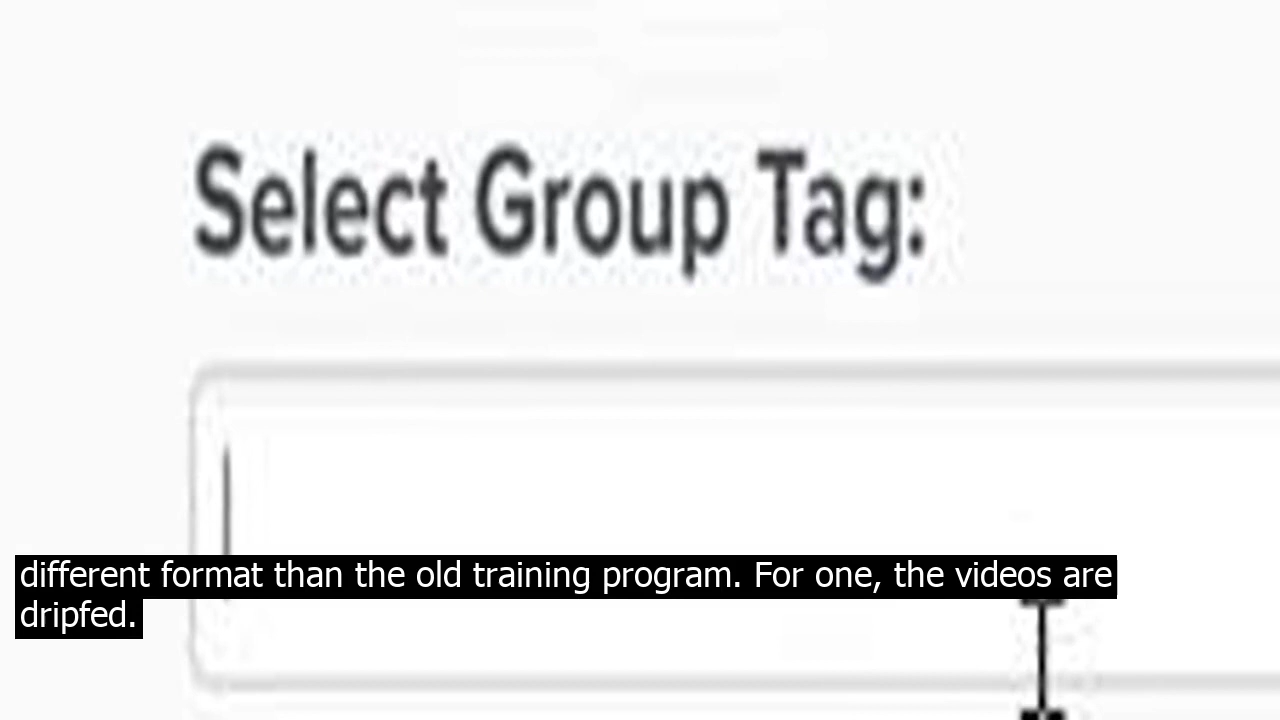 Select Group Tag:
different format than the old training program. For one, the videos are
dripfed.